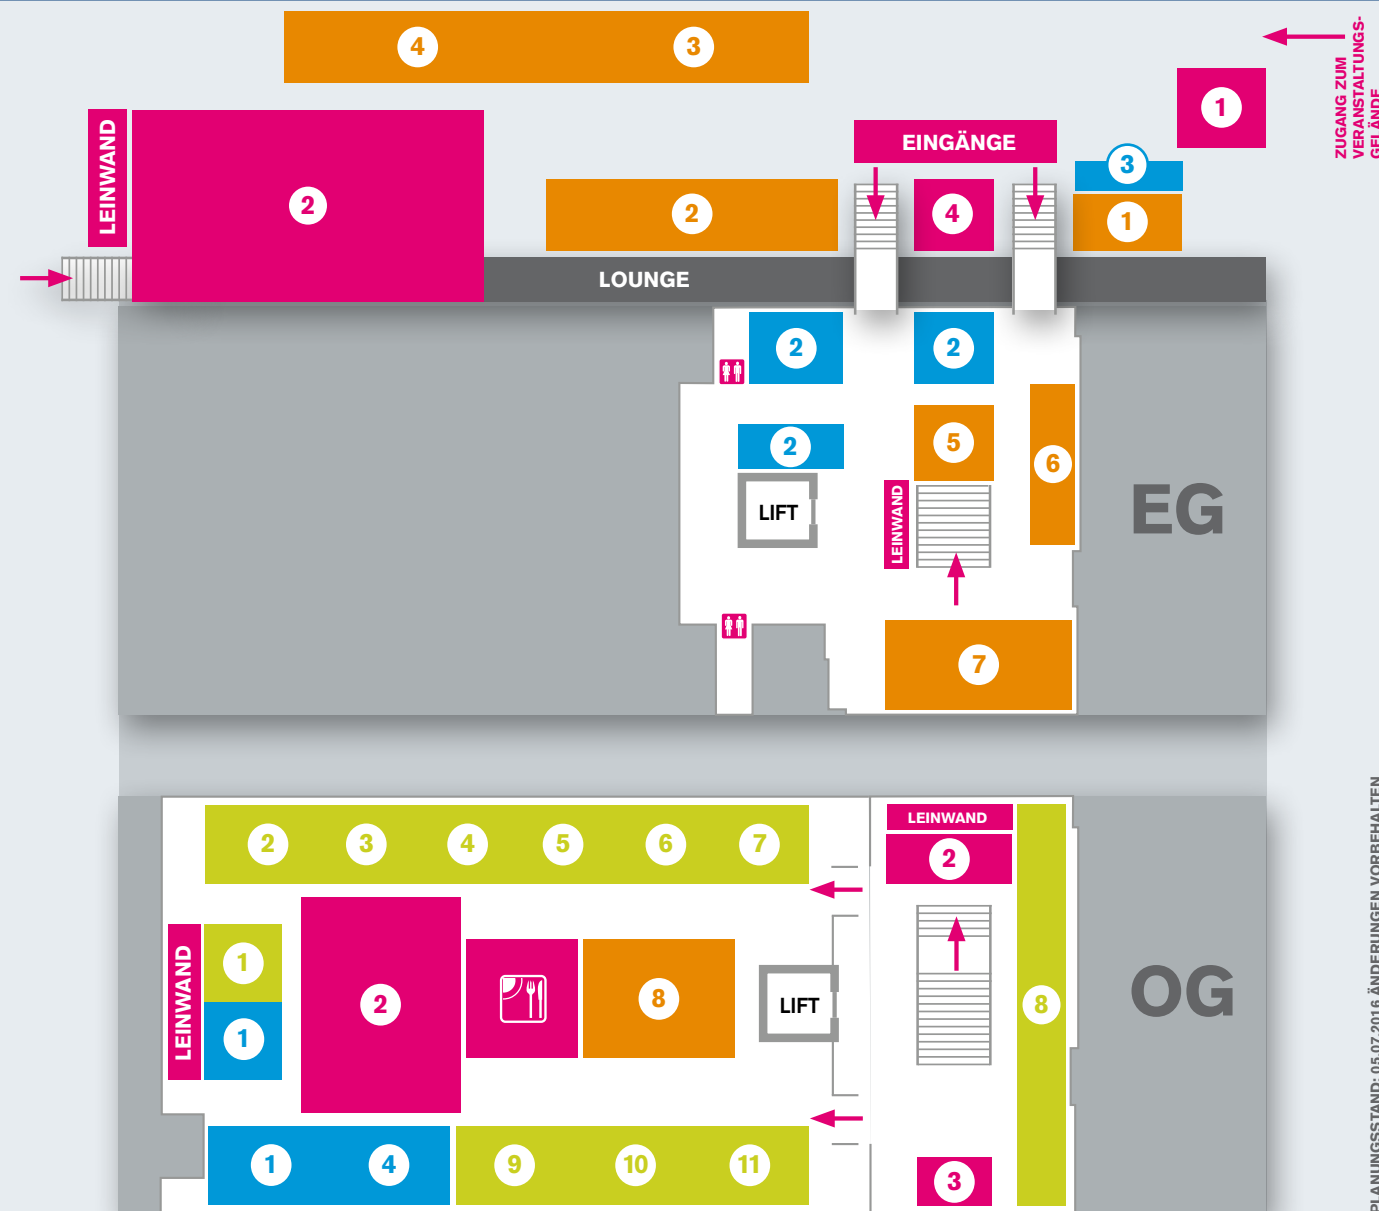 4 3
ZUGANG ZUM
VERANSTALTUNGS-
GELÄNDE
1
LEINWAND
EINGÄNGE
3
2
2
4
1
LOUNGE
2
2
2
5
6
LEINWAND
LIFT
EG
7
LEINWAND
2 3 4 5 6 7
2
LEINWAND
1
2
8
LIFT
8
OG
1
1 4 9 10 11
3
PLANUNGSSTAND: 05.07.2016 ÄNDERUNGEN VORBEHALTEN